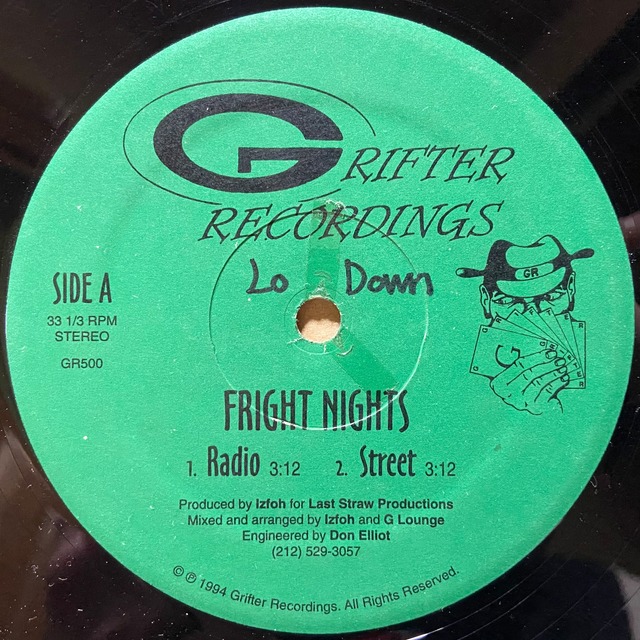 GRIFTER
RECORDINGS
Lo Down
GR
SIDE A
33 1/3 RPM
STEREO
GR500
FRIGHT NIGHTS
1. Radio 3:12 2. Street 3:12
Produced by Izfoh for Last Straw Productions
Mixed and arranged by Izfoh and G Lounge
Engineered by Don Elliot
(212) 529-3057
© ℗ 1994 Grifter Recordings. All Rights Reserved.